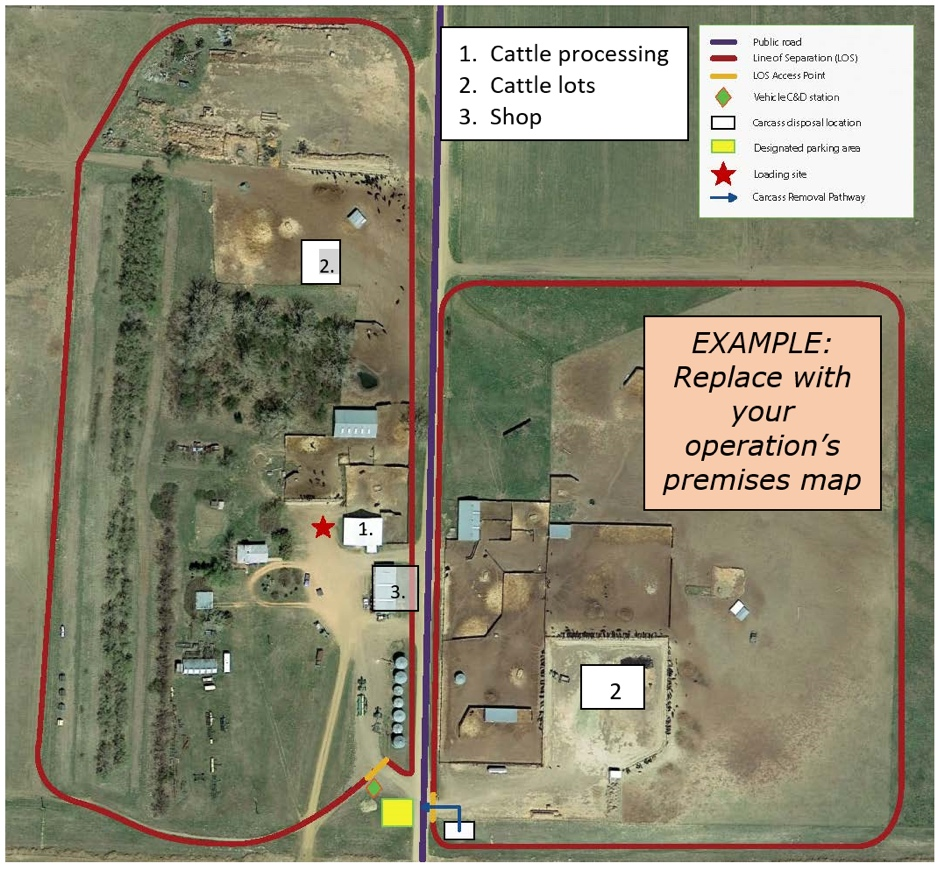 1. Cattle processing
2. Cattle lots
3. Shop
Public road
Line of Separation (LOS)
LOS Access Point
Vehicle C&D station
Carcass disposal location
Designated parking area
Loading site
Carcass Removal Pathway
2.
EXAMPLE:
Replace with
your
operation’s
premises map
1.
3.
2